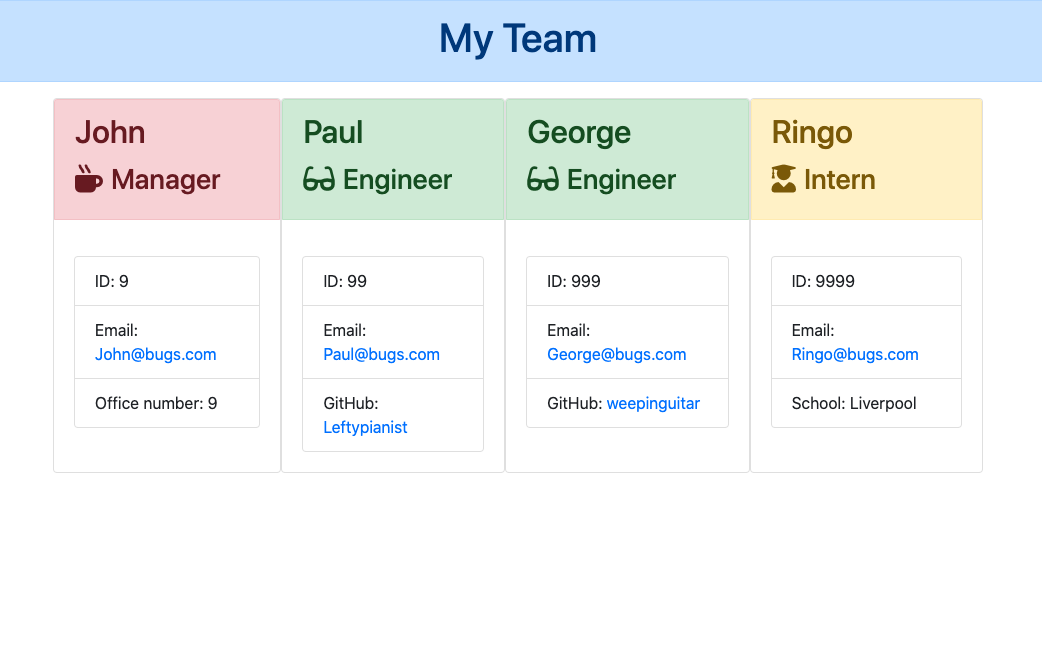 My Team
John
Manager
ID: 9
Email:
John@bugs.com
Office number: 9
Paul
Engineer
ID: 99
Email:
Paul@bugs.com
GitHub:
Leftypianist
George
Engineer
ID: 999
Email:
George@bugs.com
GitHub: weepinguitar
Ringo
Intern
ID: 9999
Email:
Ringo@bugs.com
School: Liverpool